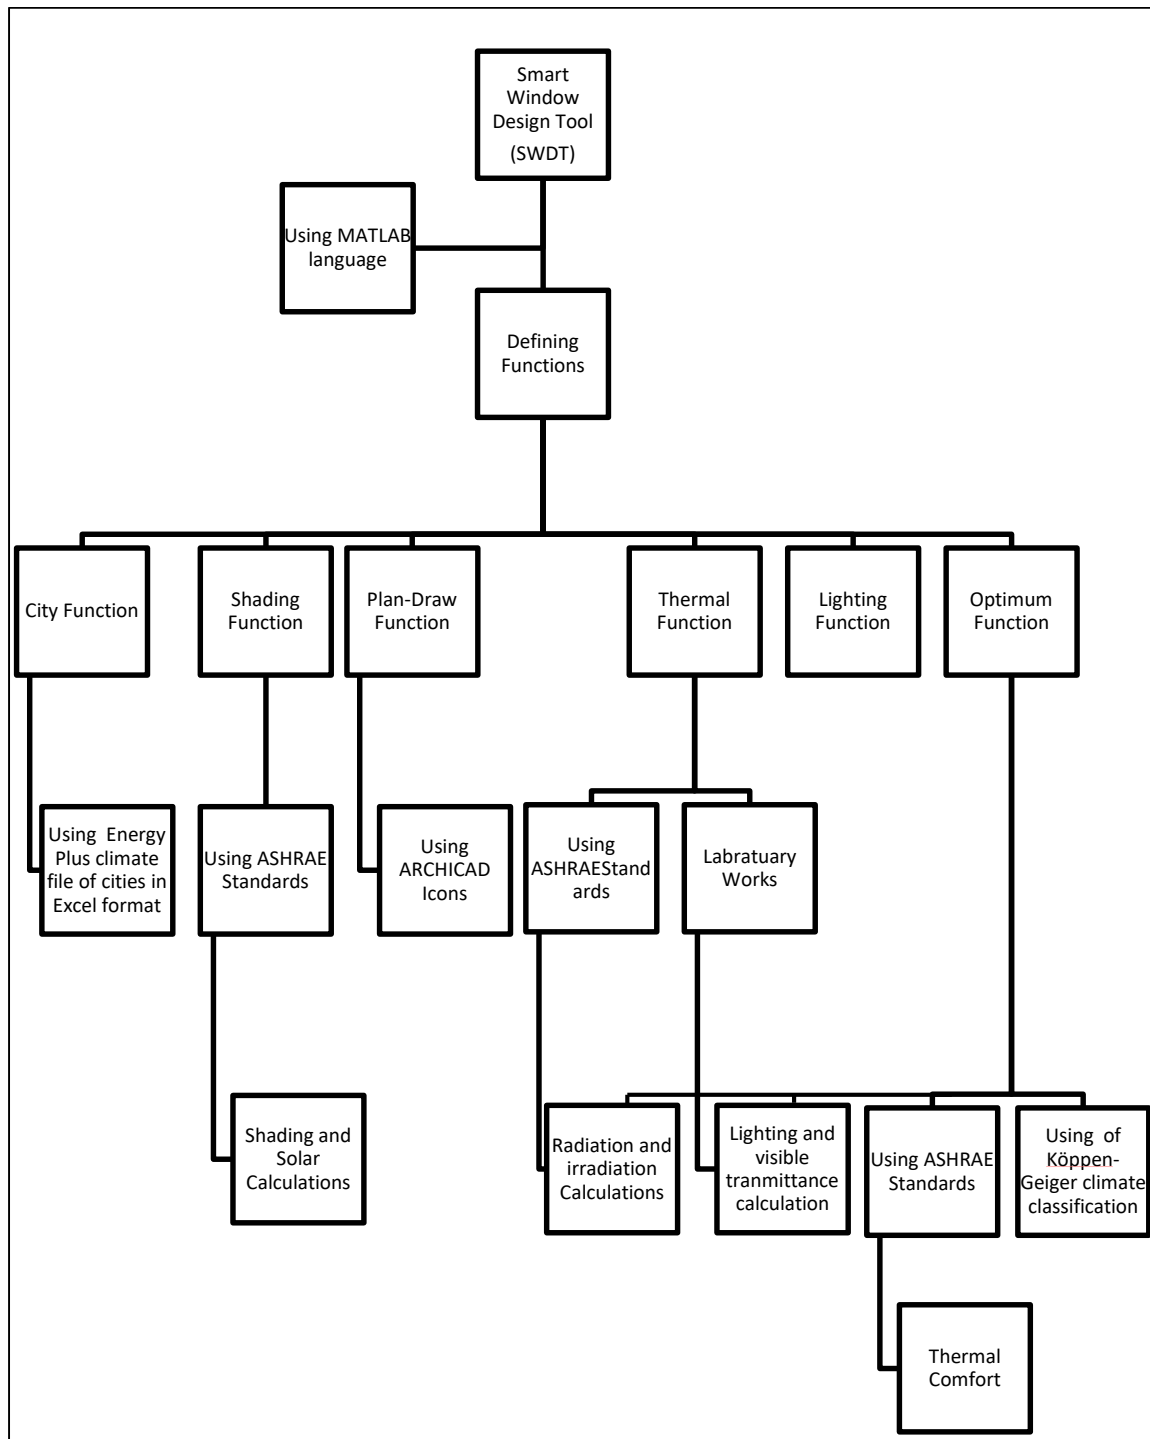 Smart
Window
Design Tool
(SWDT)
Using MATLAB
language
Defining
Functions
City Function
Shading
Function
Plan-Draw
Function
Thermal
Function
Lighting
Function
Optimum
Function
Using  Energy
Plus climate
file of cities in
Excel format
Using ASHRAE
Standards
Using
ARCHICAD
Icons
Using
ASHRAEStand
ards
Labratuary
Works
Shading and
Solar
Calculations
Radiation and
irradiation
Calculations
Lighting and
visible
tranmittance
calculation
Using ASHRAE
Standards
Using  of
Köppen-
Geiger climate
classification
Thermal
Comfort